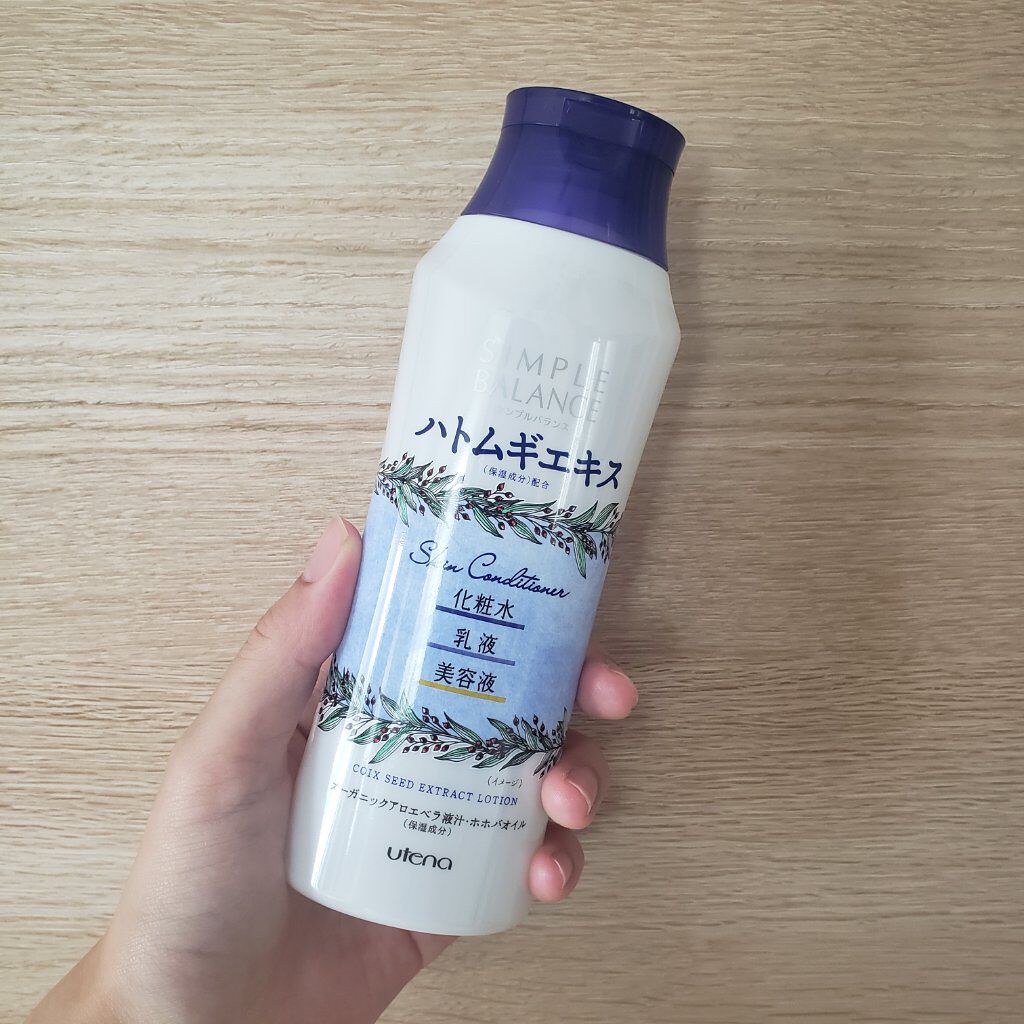 SIMPLE
BALANCE
シンプルバランス
ハトムギエキス
(保湿成分)配合
Skin Conditioner
化粧水
乳液
美容液
(イメージ)
COIX SEED EXTRACT LOTION
オーガニックアロエベラ液汁・ホホバオイル
(保湿成分)
utena